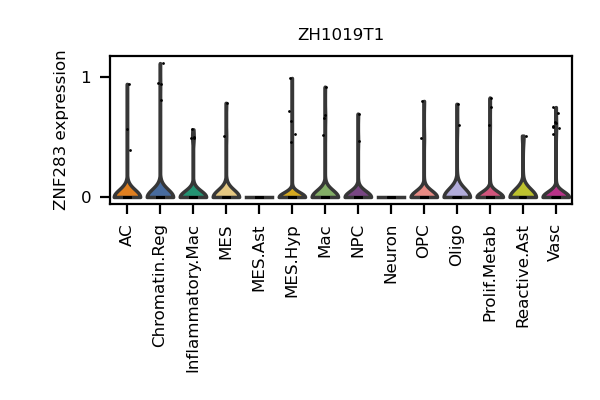 ZH1019T1
ZNF283 expression
1
0
AC
Chromatin.Reg
Inflammatory.Mac
MES
MES.Ast
MES.Hyp
Mac
NPC
Neuron
OPC
Oligo
Prolif.Metab
Reactive.Ast
Vasc